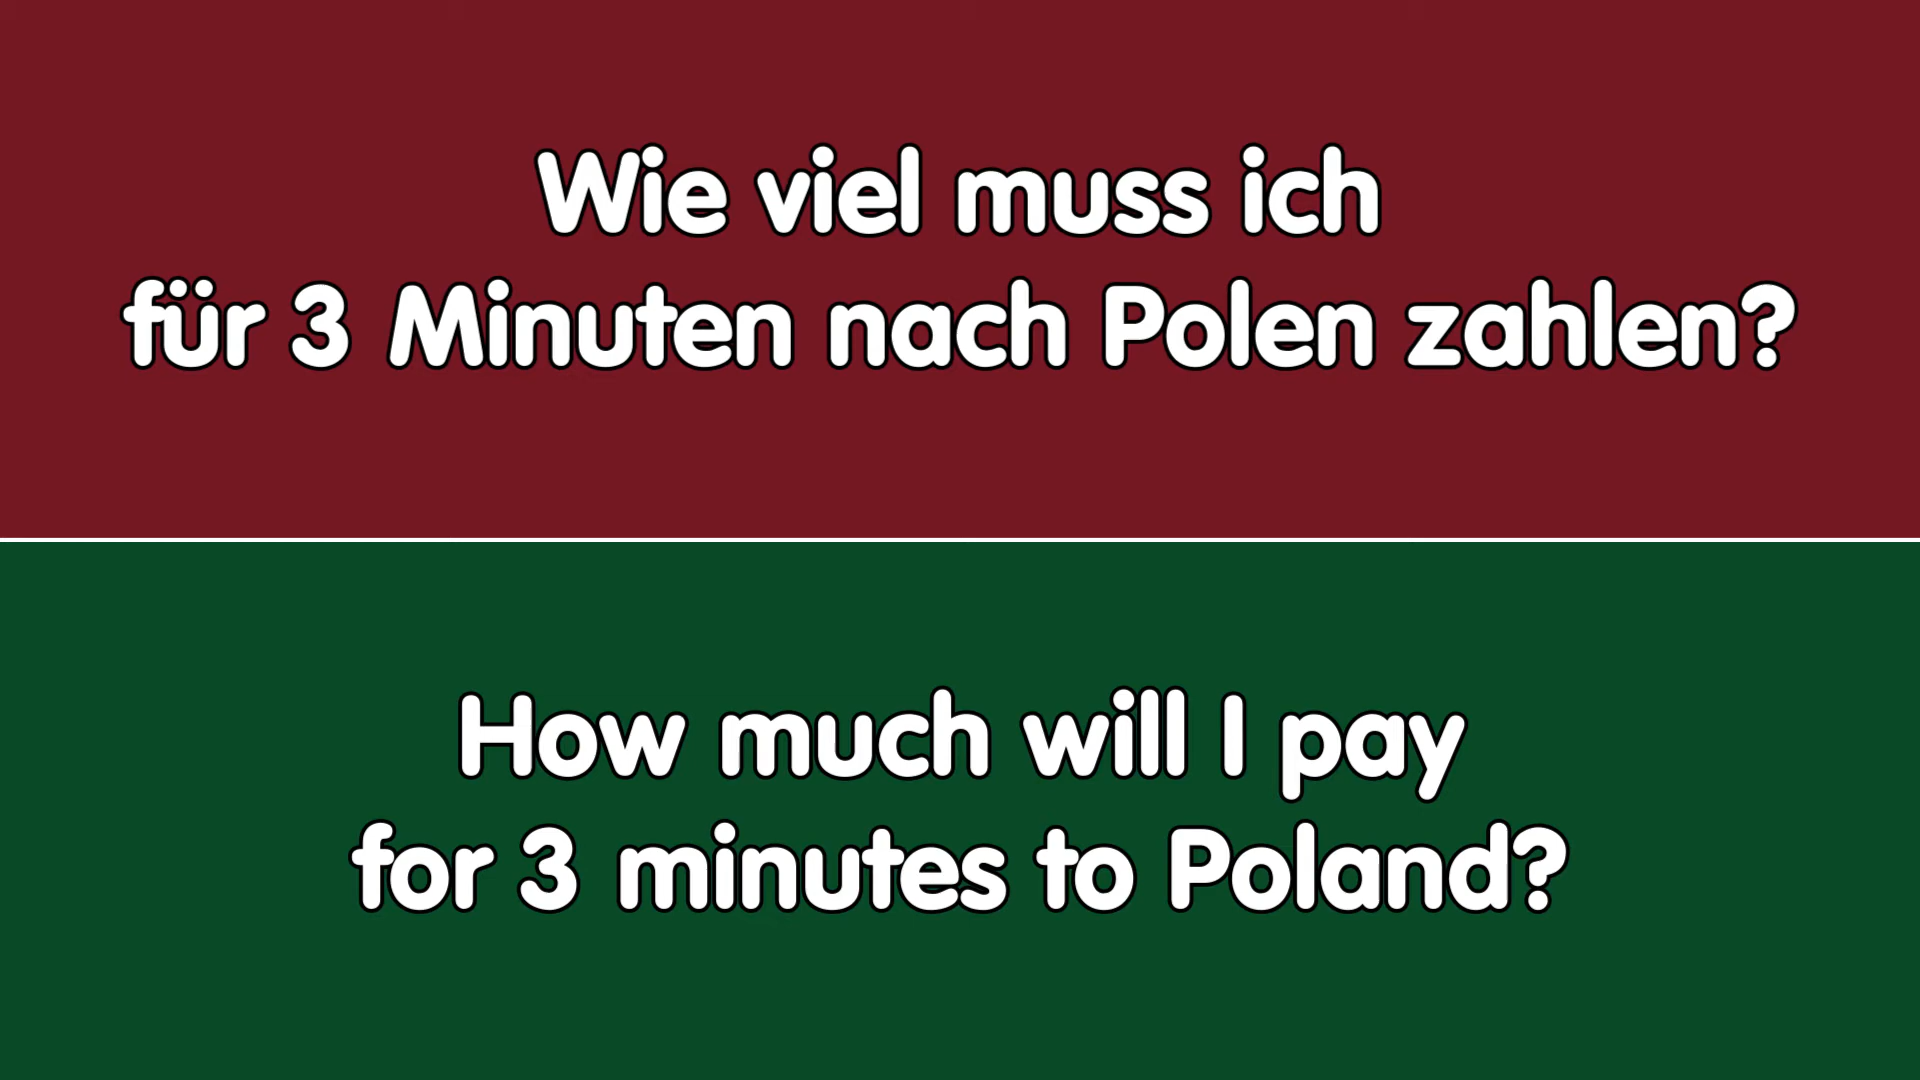 Wie viel muss ich
für 3 Minuten nach Polen zahlen?
How much will I pay
for 3 minutes to Poland?